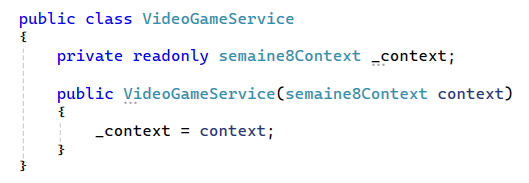 public class VideoGameService
{
private readonly semaine8Context _context;
public VideoGameService(semaine8Context context)
{
_context = context;
}
}